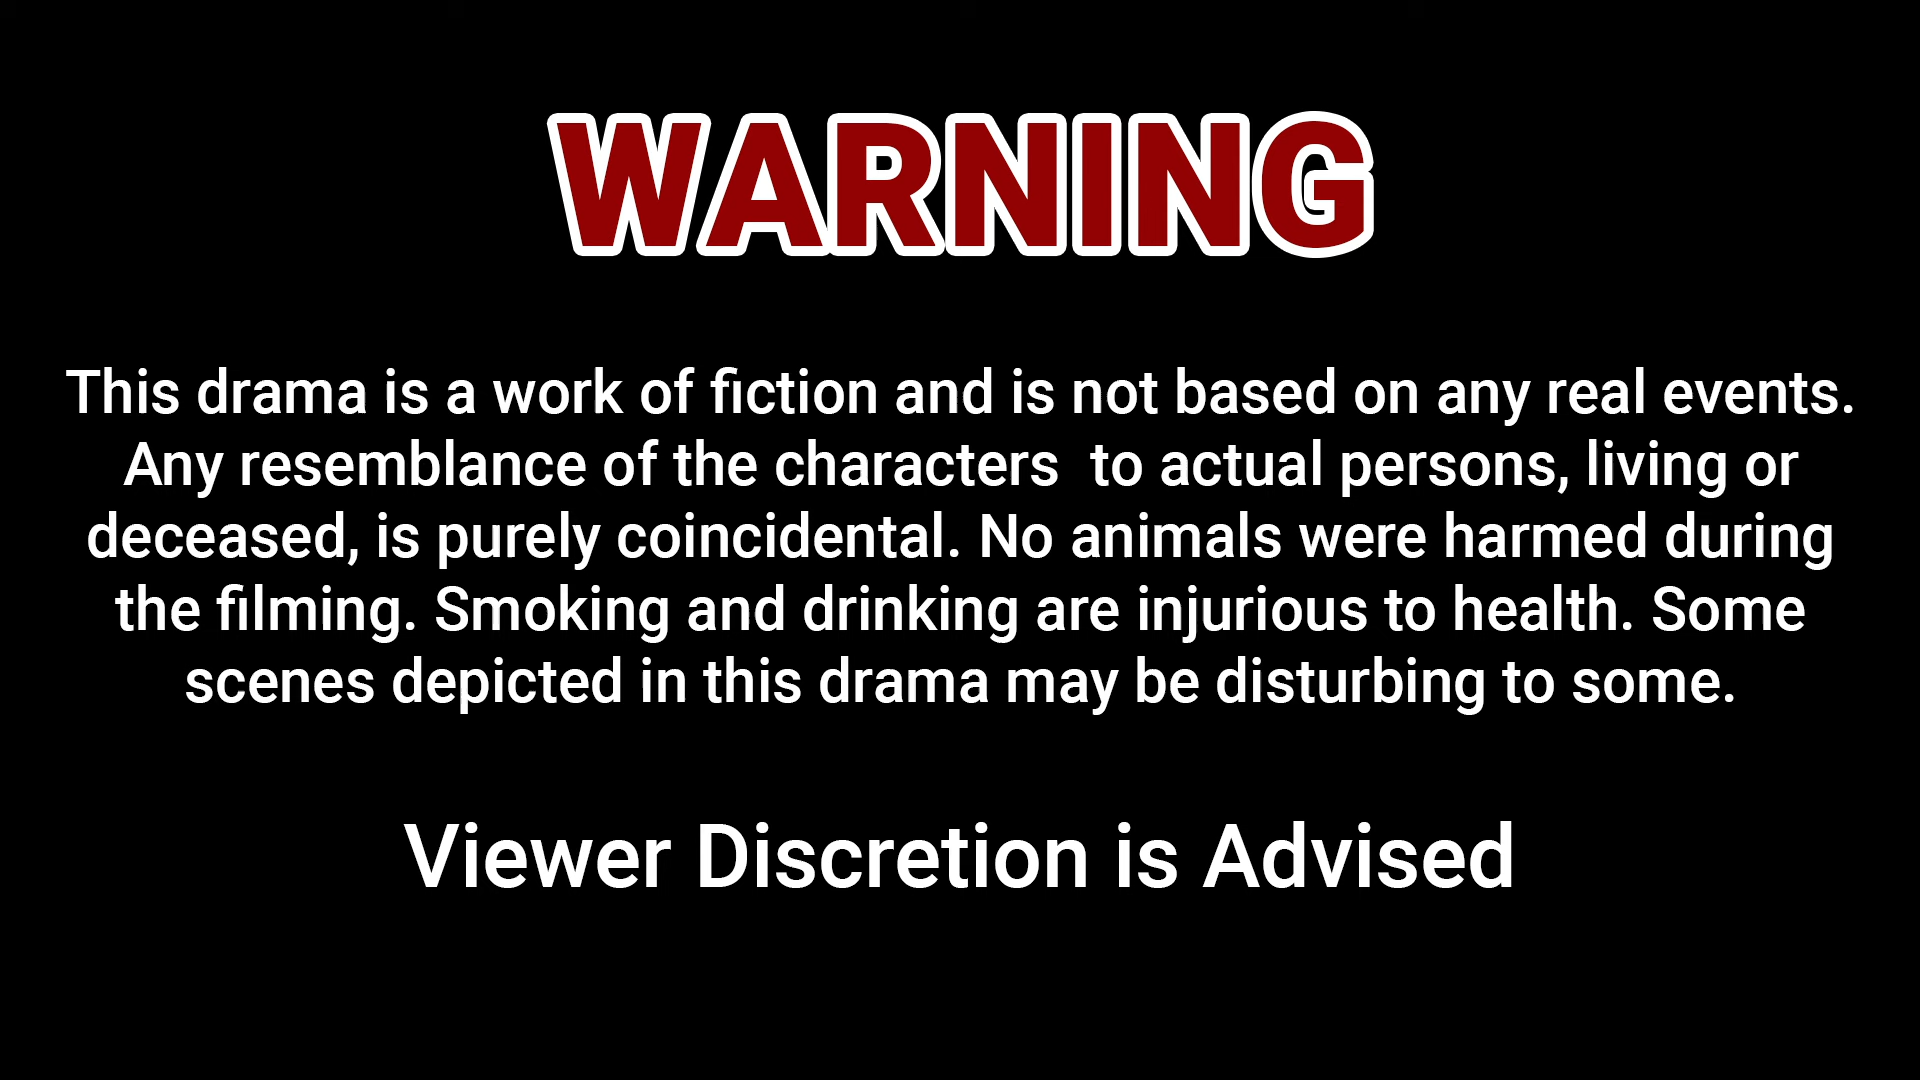 WARNING
This drama is a work of fiction and is not based on any real events.
Any resemblance of the characters  to actual persons, living or
deceased, is purely coincidental. No animals were harmed during
the filming. Smoking and drinking are injurious to health. Some
scenes depicted in this drama may be disturbing to some.
Viewer Discretion is Advised